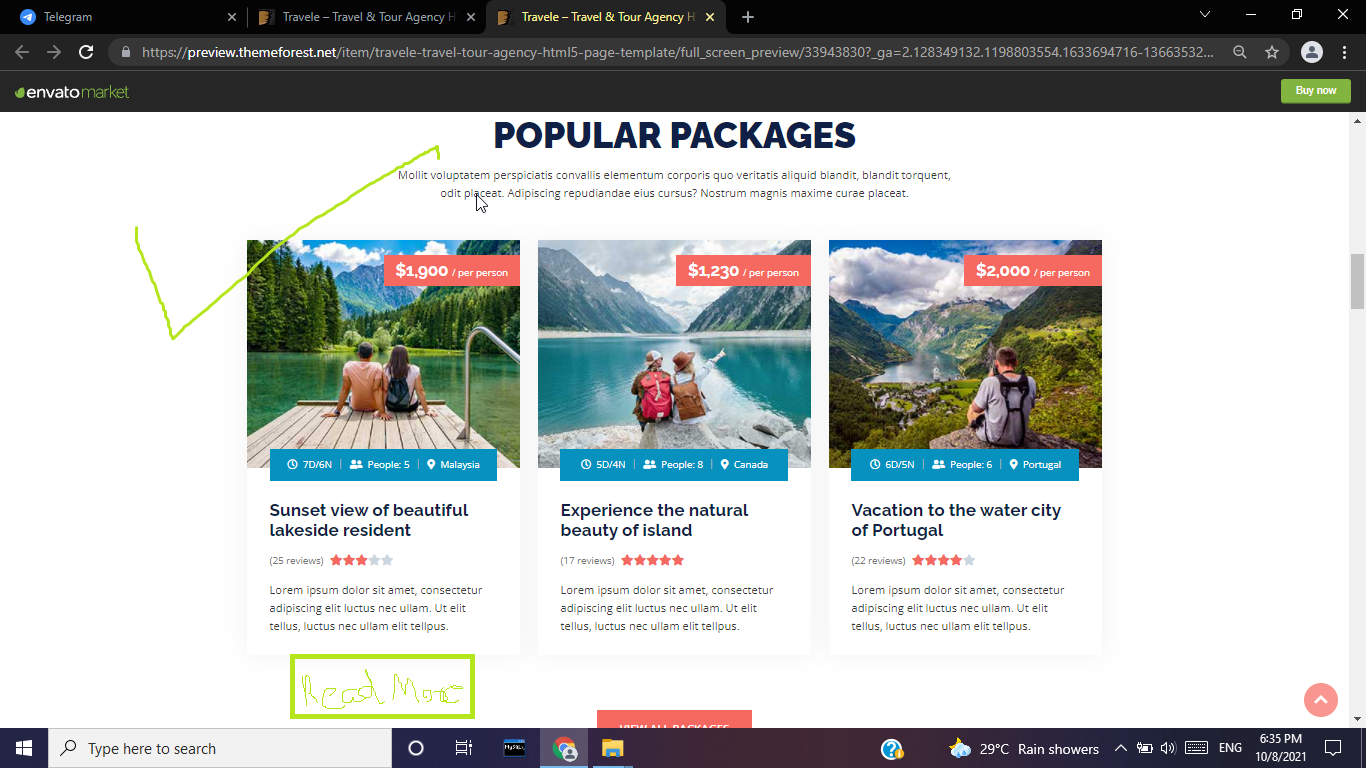 Telegram
Travele – Travel & Tour Agency H
Travele – Travel & Tour Agency H
https://preview.themeforest.net/item/travele-travel-tour-agency-html5-page-template/full_screen_preview/33943830?_ga=2.128349132.1198803554.1633694716-13663532...
envato market
Buy now
POPULAR PACKAGES
Mollit voluptatem perspiciatis convallis elementum corporis quo veritatis aliquid blandit, blandit torquent,
odit placeat. Adipiscing repudiandae eius cursus? Nostrum magnis maxime curae placeat.
$1,900 / per person
7D/6N | People: 5 | Malaysia
Sunset view of beautiful
lakeside resident
(25 reviews)
Lorem ipsum dolor sit amet, consectetur
adipiscing elit luctus nec ullam. Ut elit
tellus, luctus nec ullam elit tellpus.
Read More
$1,230 / per person
5D/4N | People: 8 | Canada
Experience the natural
beauty of island
(17 reviews)
Lorem ipsum dolor sit amet, consectetur
adipiscing elit luctus nec ullam. Ut elit
tellus, luctus nec ullam elit tellpus.
$2,000 / per person
6D/5N | People: 6 | Portugal
Vacation to the water city
of Portugal
(22 reviews)
Lorem ipsum dolor sit amet, consectetur
adipiscing elit luctus nec ullam. Ut elit
tellus, luctus nec ullam elit tellpus.
VIEW ALL PACKAGES
Type here to search
MySQL
29°C Rain showers
ENG
6:35 PM
10/8/2021